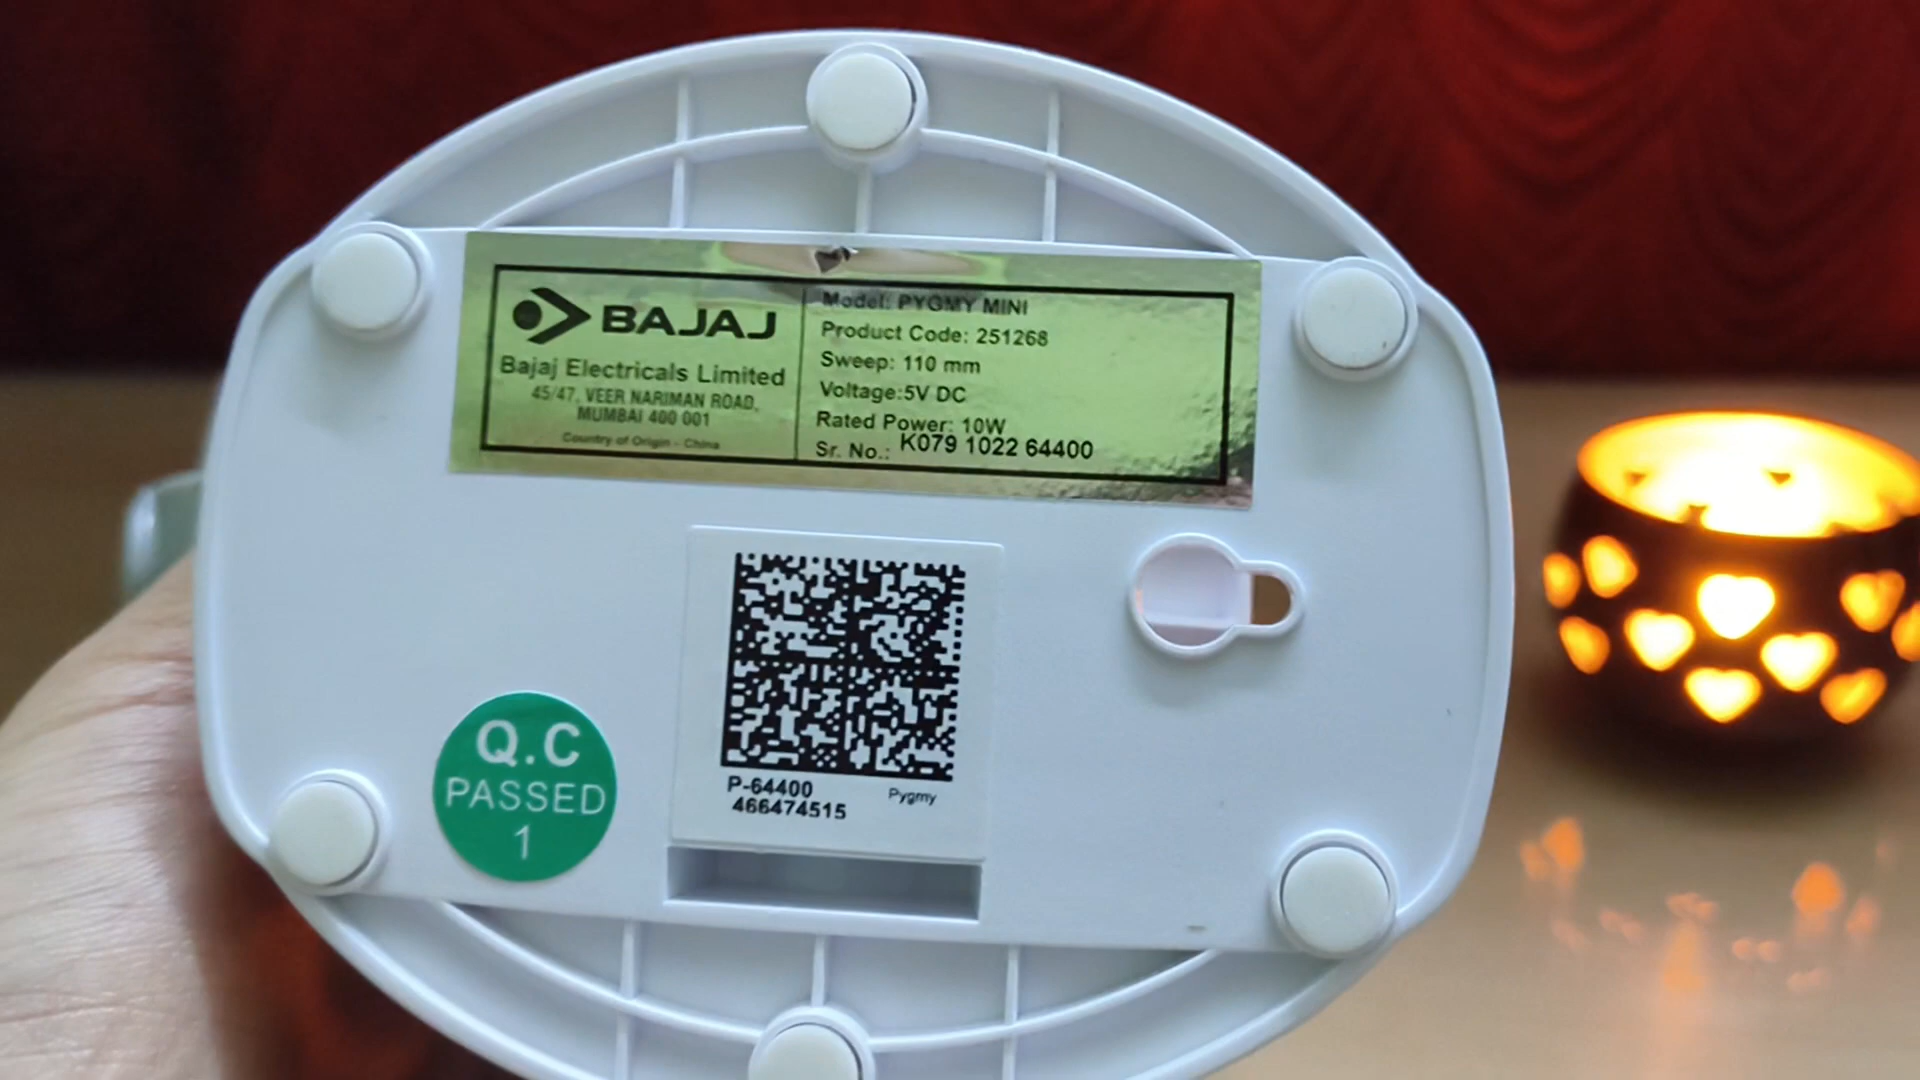 BAJAJ
Bajaj Electricals Limited
45/47, VEER NARIMAN ROAD,
MUMBAI 400 001
Country of Origin - China
Model: PYGMY MINI
Product Code: 251268
Sweep: 110 mm
Voltage:5V DC
Rated Power: 10W
Sr. No.: K079 1022 64400
P-64400
466474515
Pygmy
Q.C
PASSED
1